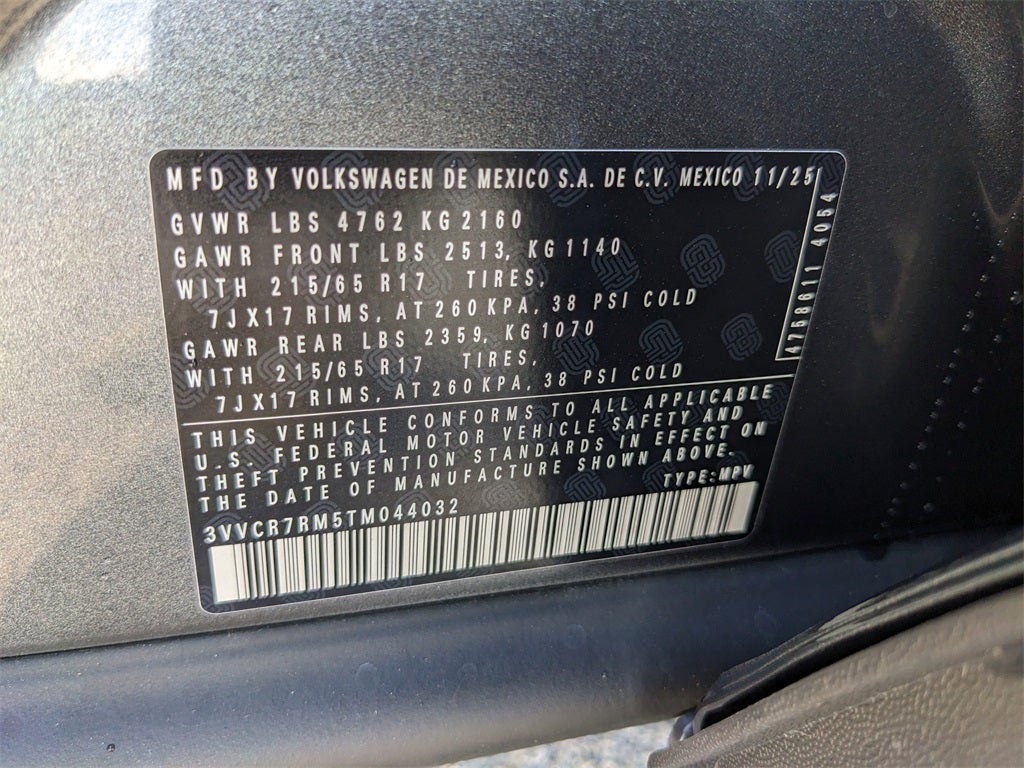 MFD BY VOLKSWAGEN DE MEXICO S.A. DE C.V. MEXICO 11/25
GVWR LBS 4762 KG 2160
GAWR FRONT LBS 2513, KG 1140
WITH 215/65 R17 TIRES,
7JX17 RIMS, AT 260 KPA, 38 PSI COLD
GAWR REAR LBS 2359, KG 1070
WITH 215/65 R17 TIRES,
7JX17 RIMS, AT 260 KPA, 38 PSI COLD
4758611 4054
THIS VEHICLE CONFORMS TO ALL APPLICABLE
U.S. FEDERAL MOTOR VEHICLE SAFETY AND
THEFT PREVENTION STANDARDS IN EFFECT ON
THE DATE OF MANUFACTURE SHOWN ABOVE.
TYPE:MPV
3VVCR7RM5TM044032